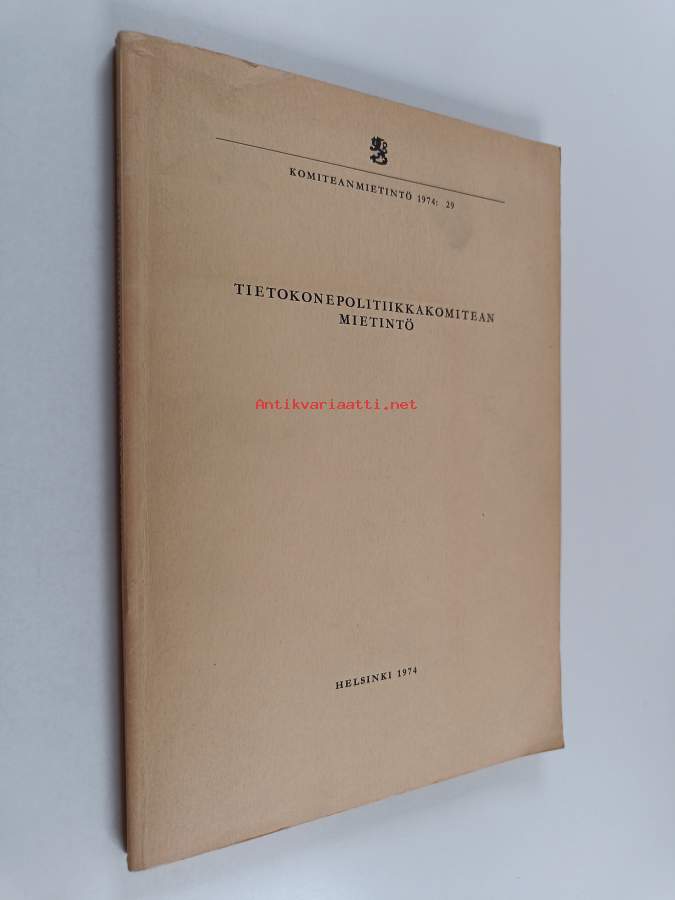 KOMITEANMIETINTÖ 1974: 29
TIETOKONEPOLITIIKKAKOMITEAN
MIETINTÖ
Antikvariaatti.net
HELSINKI 1974